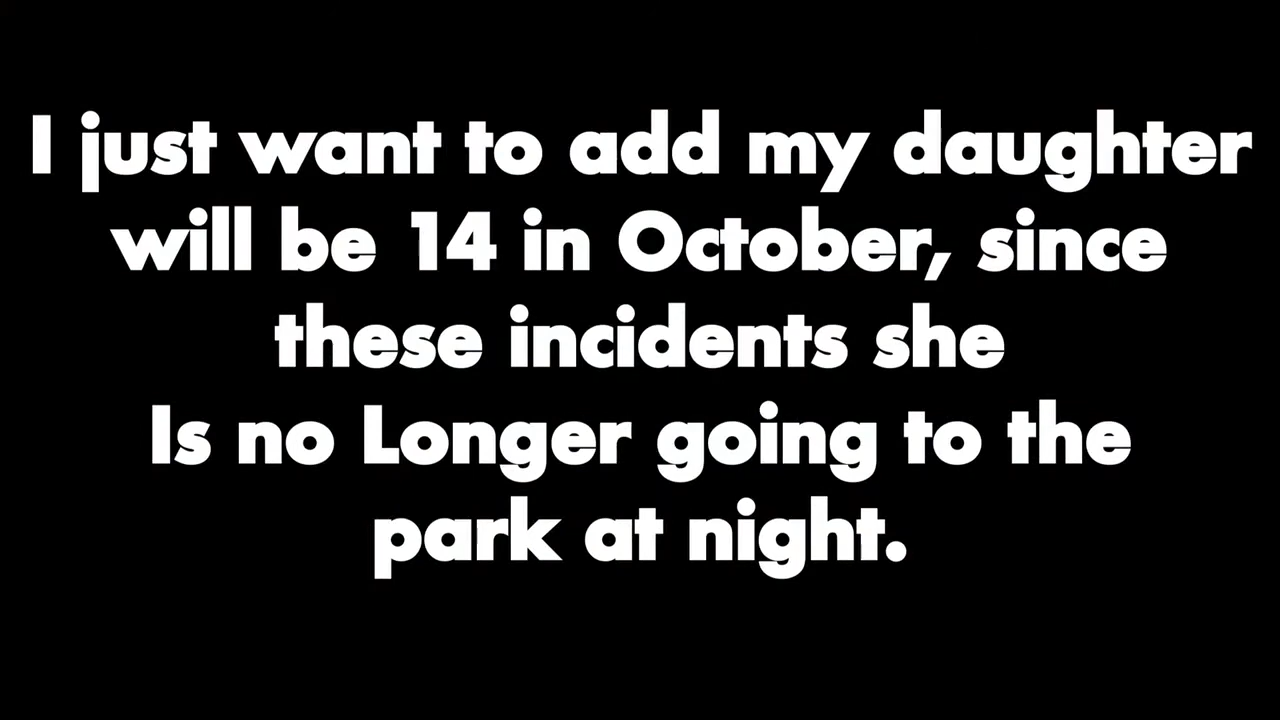 I just want to add my daughter
will be 14 in October, since
these incidents she
Is no Longer going to the
park at night.